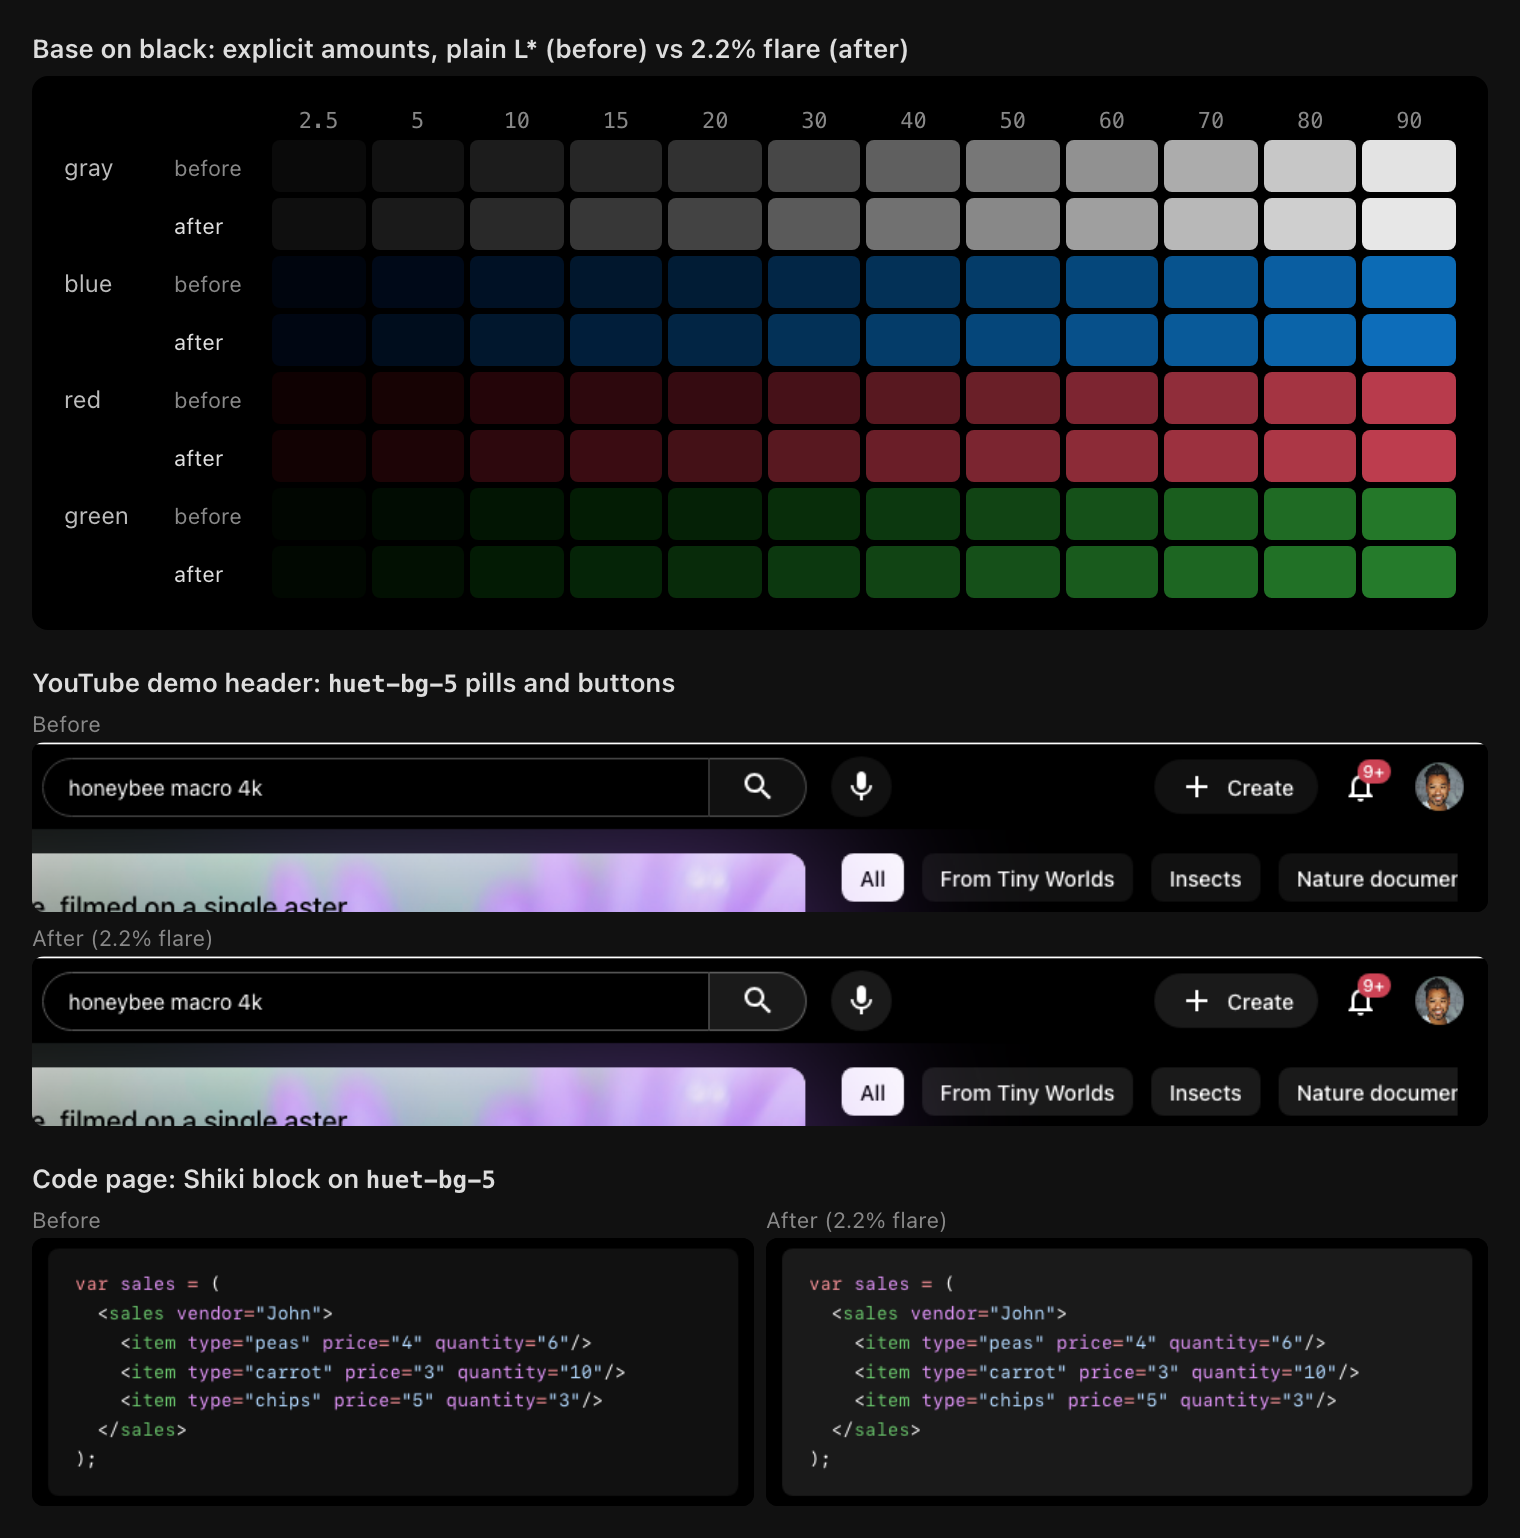 Base on black: explicit amounts, plain L* (before) vs 2.2% flare (after)
2.5 5 10 15 20 30 40 50 60 70 80 90
gray before
after
blue before
after
red before
after
green before
after
YouTube demo header: huet-bg-5 pills and buttons
Before
honeybee macro 4k
Create
9+
All From Tiny Worlds Insects Nature documen
filmed on a single aster
After (2.2% flare)
honeybee macro 4k
Create
9+
All From Tiny Worlds Insects Nature documen
filmed on a single aster
Code page: Shiki block on huet-bg-5
Before
var sales = (
  <sales vendor="John">
    <item type="peas" price="4" quantity="6"/>
    <item type="carrot" price="3" quantity="10"/>
    <item type="chips" price="5" quantity="3"/>
  </sales>
);
After (2.2% flare)
var sales = (
  <sales vendor="John">
    <item type="peas" price="4" quantity="6"/>
    <item type="carrot" price="3" quantity="10"/>
    <item type="chips" price="5" quantity="3"/>
  </sales>
);